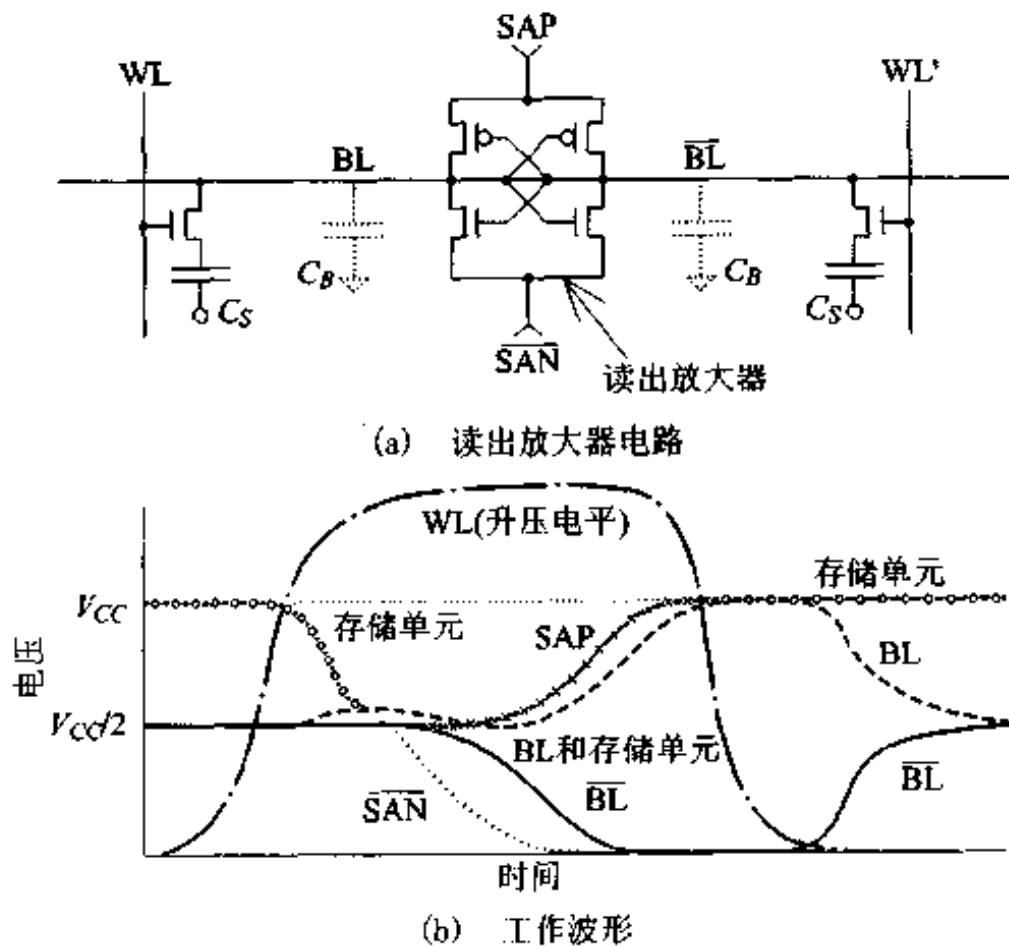 SAP
WL
WL'
BL
B̅L̅
C_B
C_B
C_S
C_S
S̅A̅N̅
读出放大器
(a) 读出放大器电路
WL(升压电平)
V_CC
存储单元
存储单元
SAP
BL
电压
V_CC/2
BL和存储单元
S̅A̅N̅
B̅L̅
B̅L̅
时间
(b) 工作波形